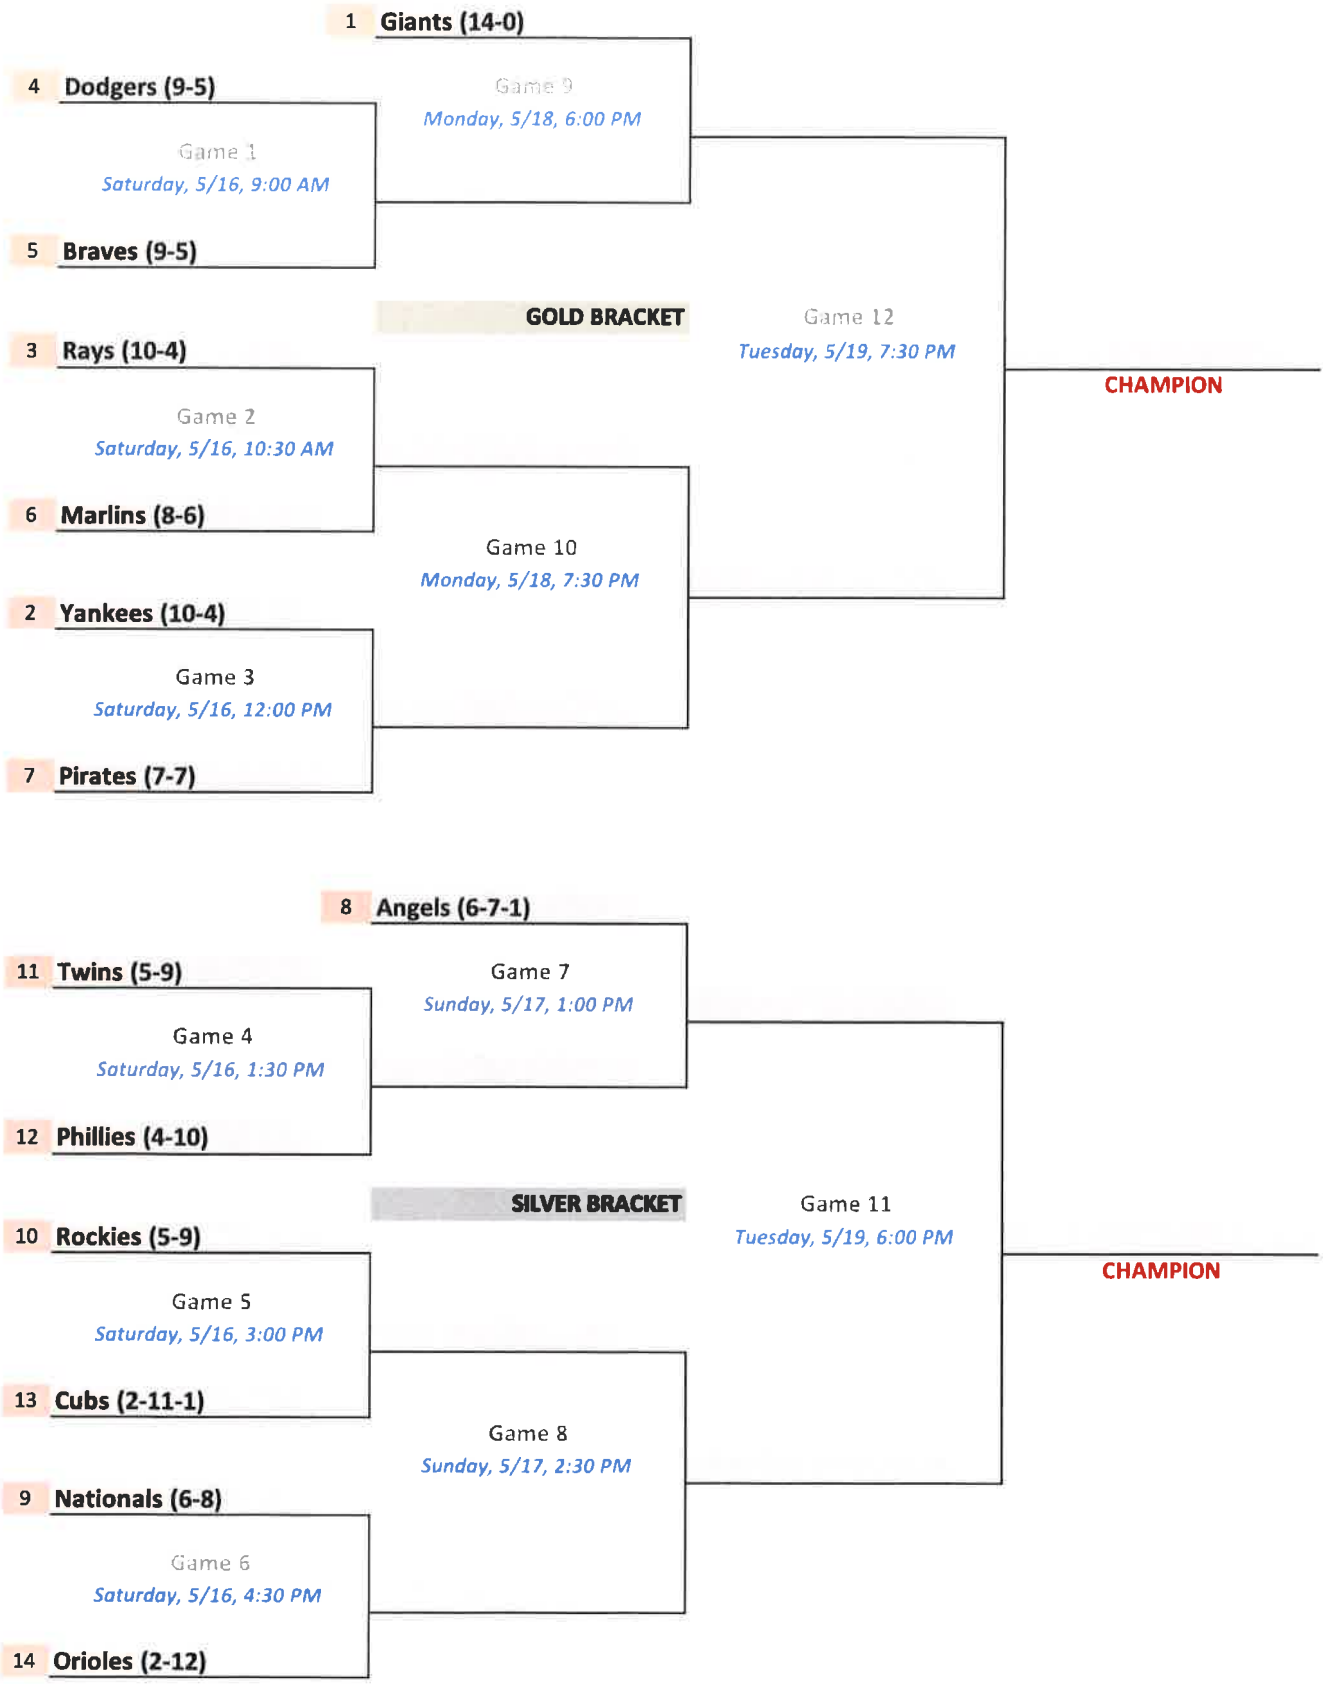 1 Giants (14-0)
4 Dodgers (9-5)
Game 9
Monday, 5/18, 6:00 PM
Game 1
Saturday, 5/16, 9:00 AM
5 Braves (9-5)
GOLD BRACKET
Game 12
Tuesday, 5/19, 7:30 PM
3 Rays (10-4)
CHAMPION
Game 2
Saturday, 5/16, 10:30 AM
6 Marlins (8-6)
Game 10
Monday, 5/18, 7:30 PM
2 Yankees (10-4)
Game 3
Saturday, 5/16, 12:00 PM
7 Pirates (7-7)
8 Angels (6-7-1)
11 Twins (5-9)
Game 7
Sunday, 5/17, 1:00 PM
Game 4
Saturday, 5/16, 1:30 PM
12 Phillies (4-10)
SILVER BRACKET
Game 11
Tuesday, 5/19, 6:00 PM
10 Rockies (5-9)
CHAMPION
Game 5
Saturday, 5/16, 3:00 PM
13 Cubs (2-11-1)
Game 8
Sunday, 5/17, 2:30 PM
9 Nationals (6-8)
Game 6
Saturday, 5/16, 4:30 PM
14 Orioles (2-12)